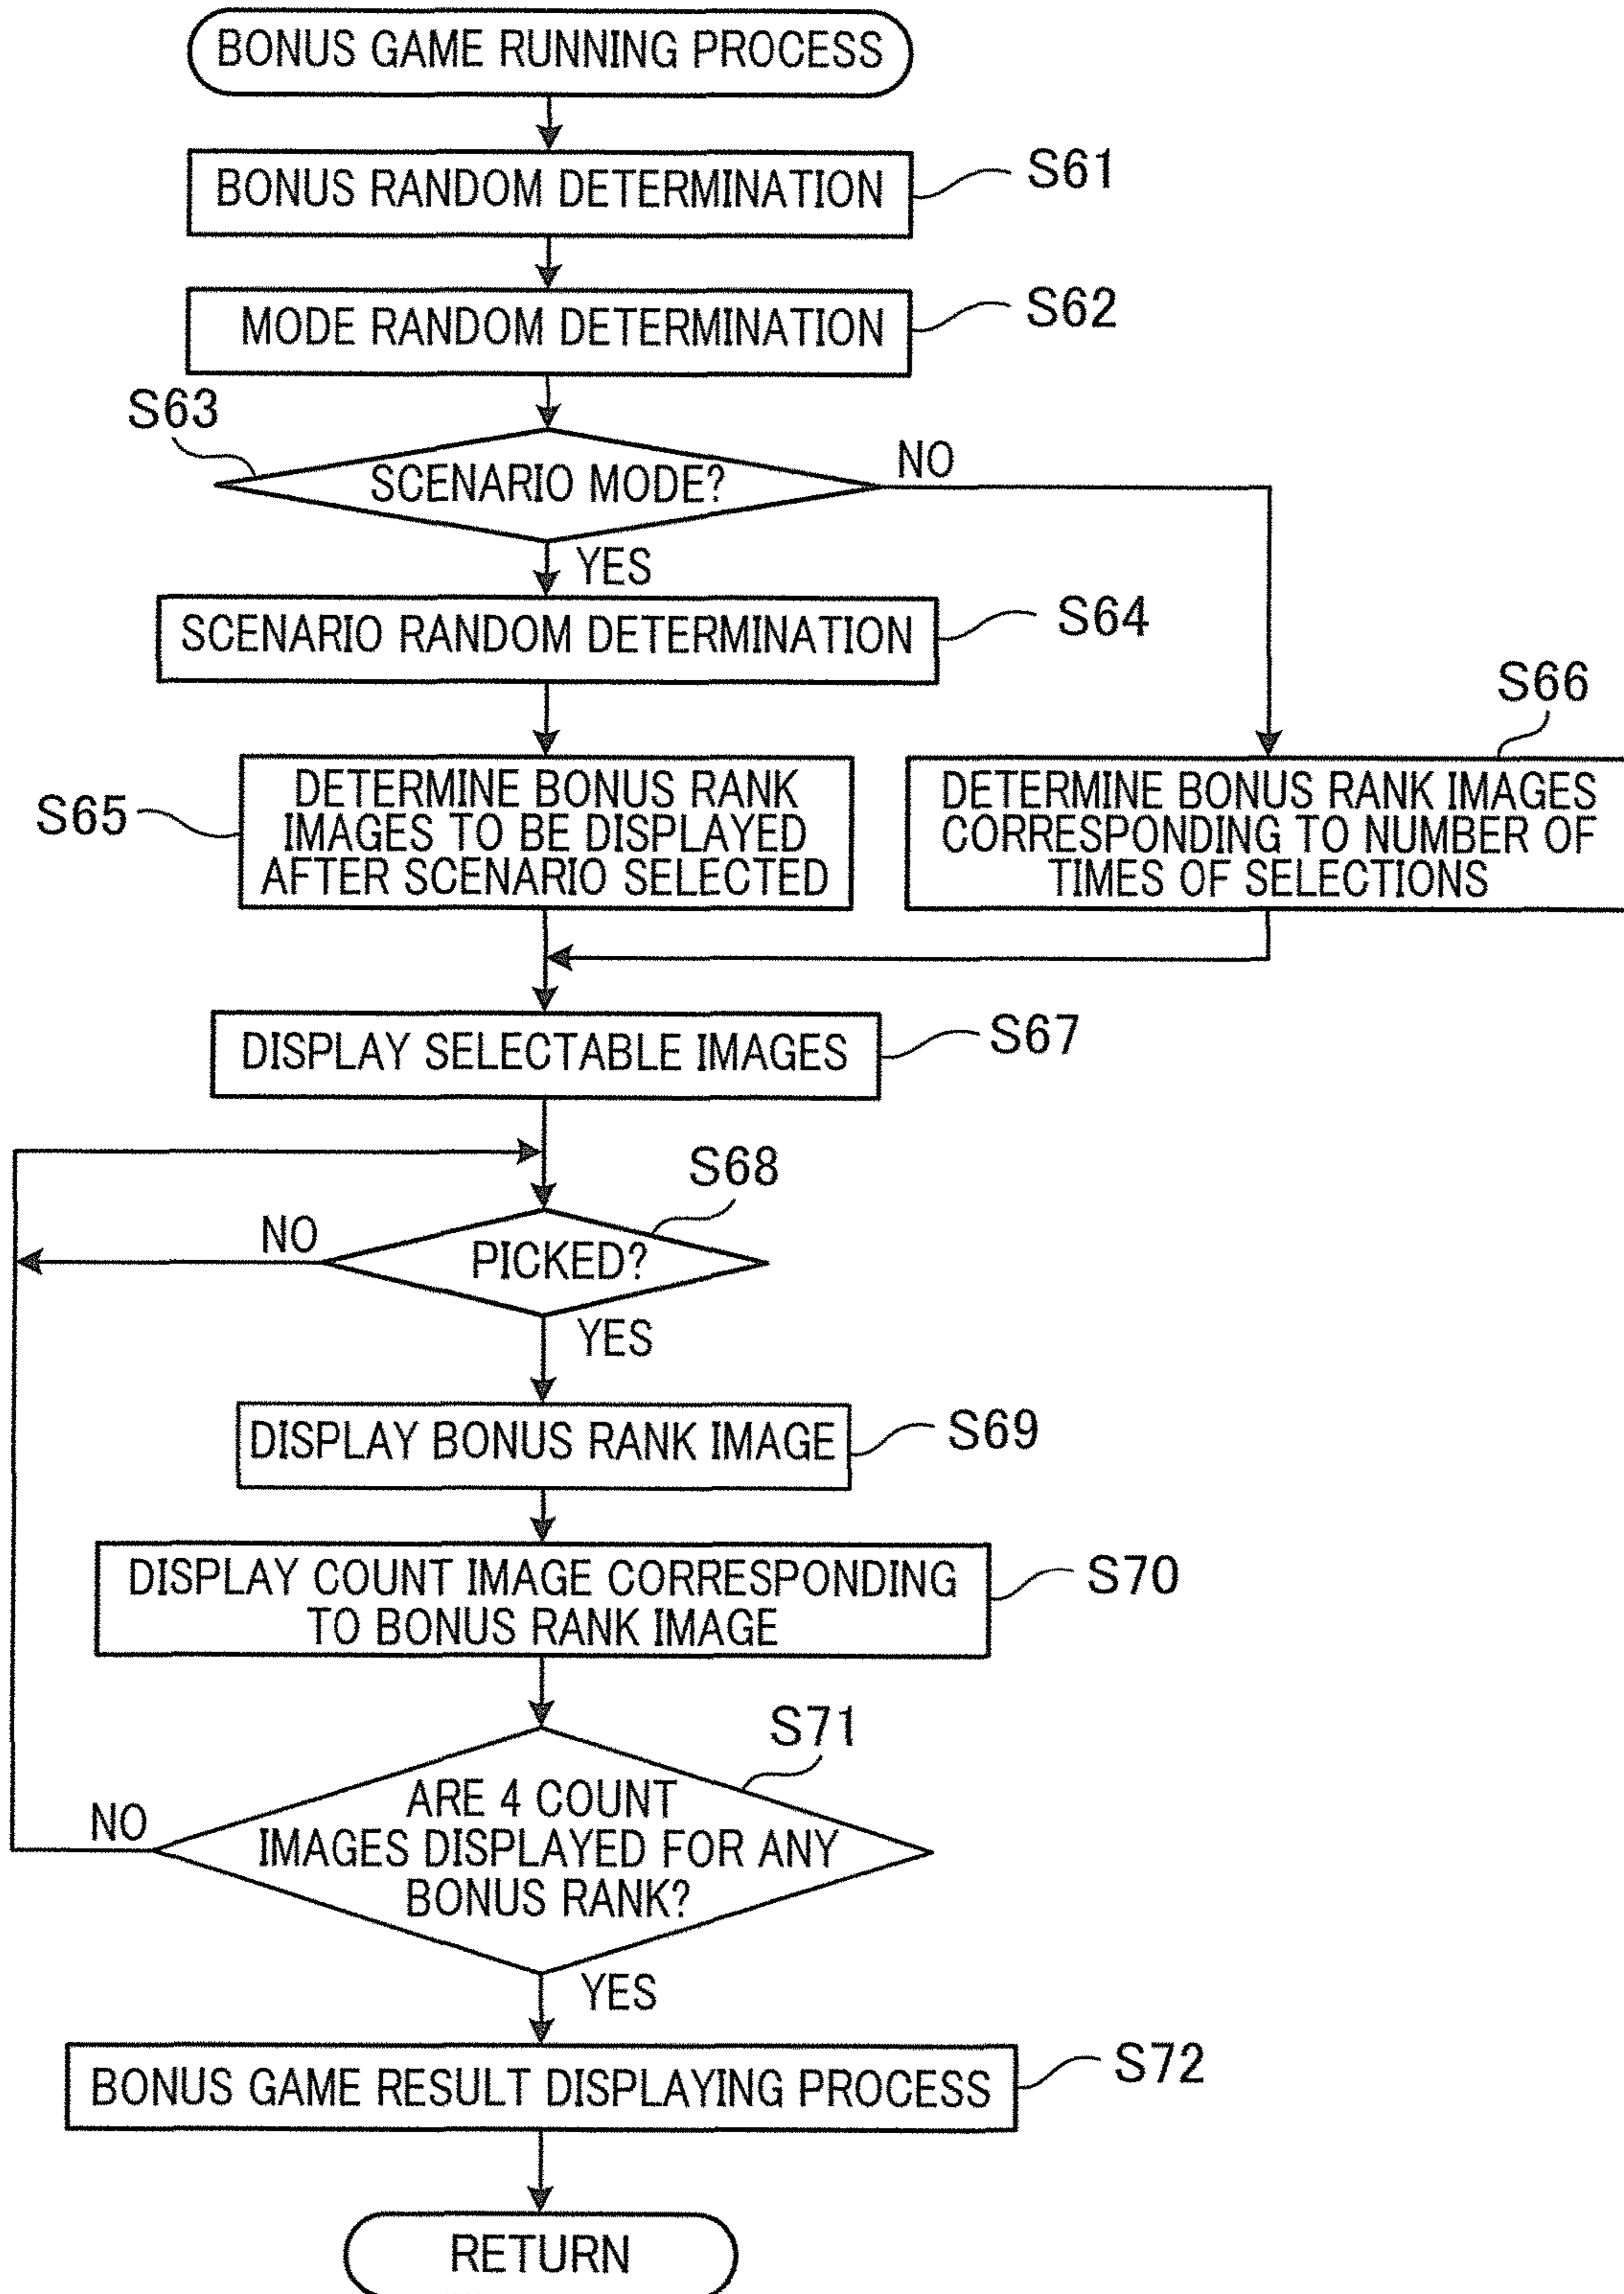 BONUS GAME RUNNING PROCESS
BONUS RANDOM DETERMINATION
S61
MODE RANDOM DETERMINATION
S62
S63
SCENARIO MODE?
NO
YES
SCENARIO RANDOM DETERMINATION
S64
S65
DETERMINE BONUS RANK
IMAGES TO BE DISPLAYED
AFTER SCENARIO SELECTED
S66
DETERMINE BONUS RANK IMAGES
CORRESPONDING TO NUMBER OF
TIMES OF SELECTIONS
DISPLAY SELECTABLE IMAGES
S67
S68
PICKED?
NO
YES
DISPLAY BONUS RANK IMAGE
S69
DISPLAY COUNT IMAGE CORRESPONDING
TO BONUS RANK IMAGE
S70
S71
ARE 4 COUNT
IMAGES DISPLAYED FOR ANY
BONUS RANK?
NO
YES
BONUS GAME RESULT DISPLAYING PROCESS
S72
RETURN